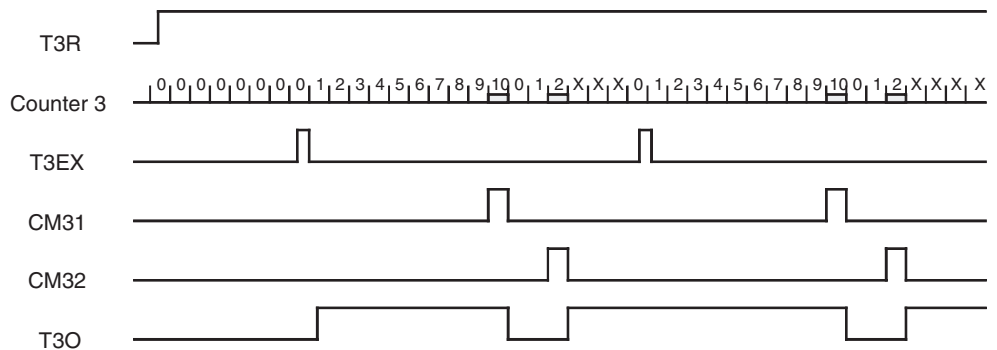 T3R
Counter 3 0 0 0 0 0 0 0 0 1 2 3 4 5 6 7 8 9 10 0 1 2 X X X 0 1 2 3 4 5 6 7 8 9 10 0 1 2 X X X X
T3EX
CM31
CM32
T3O